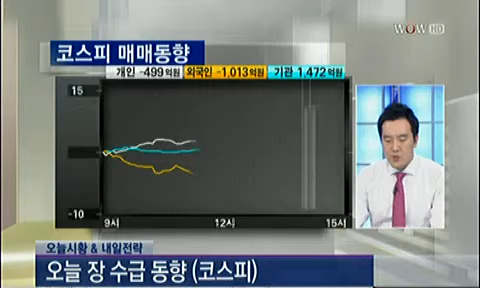 WOW HD
코스피 매매동향
개인 -499억원 외국인 -1,013억원 기관 1,472억원
15
-10
9시 12시 15시
오늘시황 & 내일전략
오늘 장 수급 동향 (코스피)